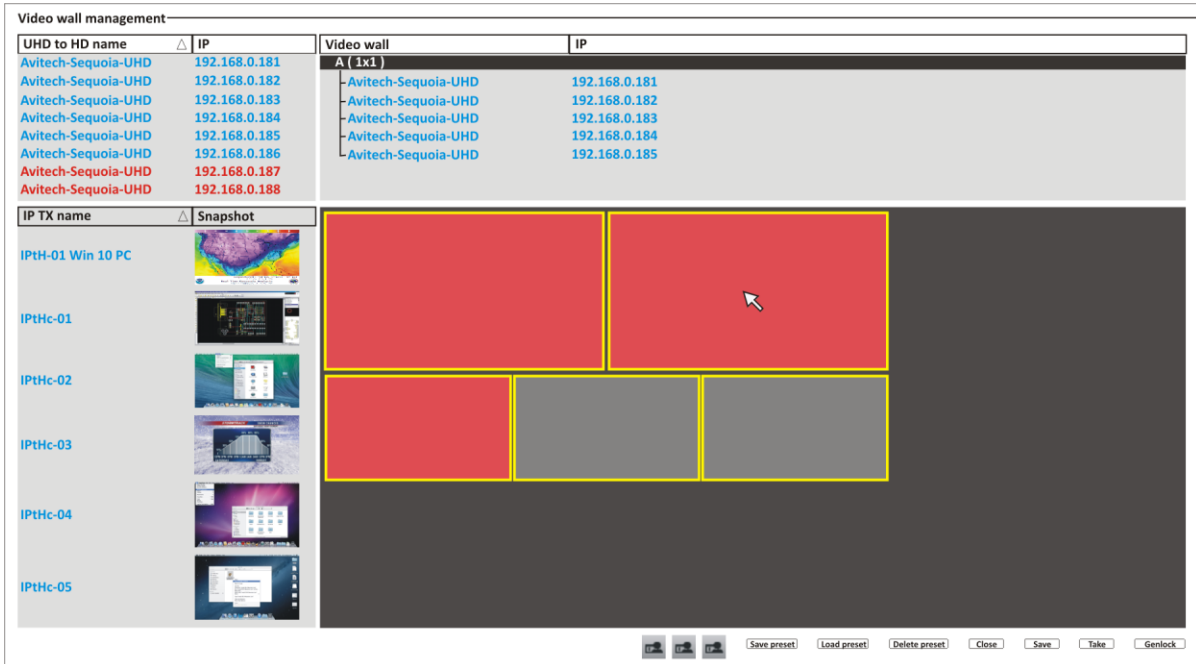 Video wall management
UHD to HD name IP
Avitech-Sequoia-UHD 192.168.0.181
Avitech-Sequoia-UHD 192.168.0.182
Avitech-Sequoia-UHD 192.168.0.183
Avitech-Sequoia-UHD 192.168.0.184
Avitech-Sequoia-UHD 192.168.0.185
Avitech-Sequoia-UHD 192.168.0.186
Avitech-Sequoia-UHD 192.168.0.187
Avitech-Sequoia-UHD 192.168.0.188
Video wall IP
A ( 1x1 )
Avitech-Sequoia-UHD 192.168.0.181
Avitech-Sequoia-UHD 192.168.0.182
Avitech-Sequoia-UHD 192.168.0.183
Avitech-Sequoia-UHD 192.168.0.184
Avitech-Sequoia-UHD 192.168.0.185
IP TX name Snapshot
IPtH-01 Win 10 PC
IPtHc-01
IPtHc-02
IPtHc-03
IPtHc-04
IPtHc-05
Save preset Load preset Delete preset Close Save Take Genlock